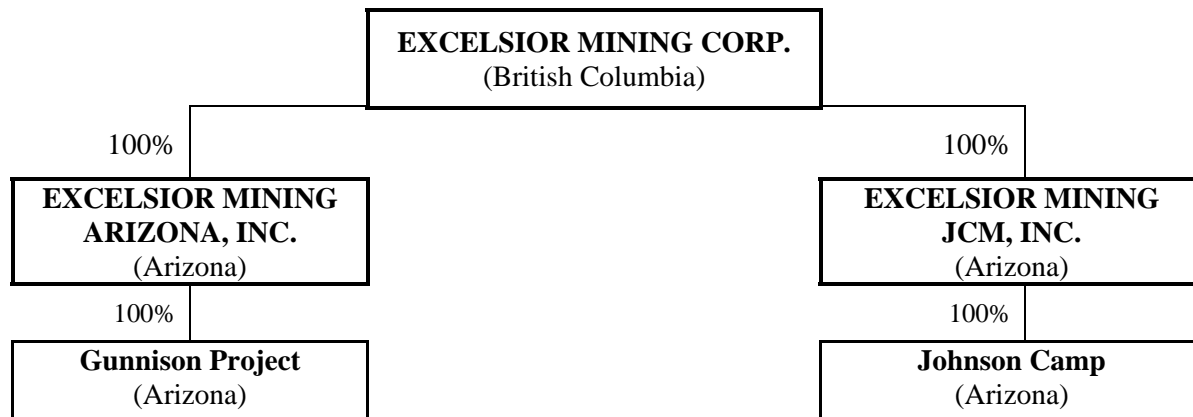 EXCELSIOR MINING CORP.
(British Columbia)
100%
100%
EXCELSIOR MINING
ARIZONA, INC.
(Arizona)
EXCELSIOR MINING
JCM, INC.
(Arizona)
100%
100%
Gunnison Project
(Arizona)
Johnson Camp
(Arizona)